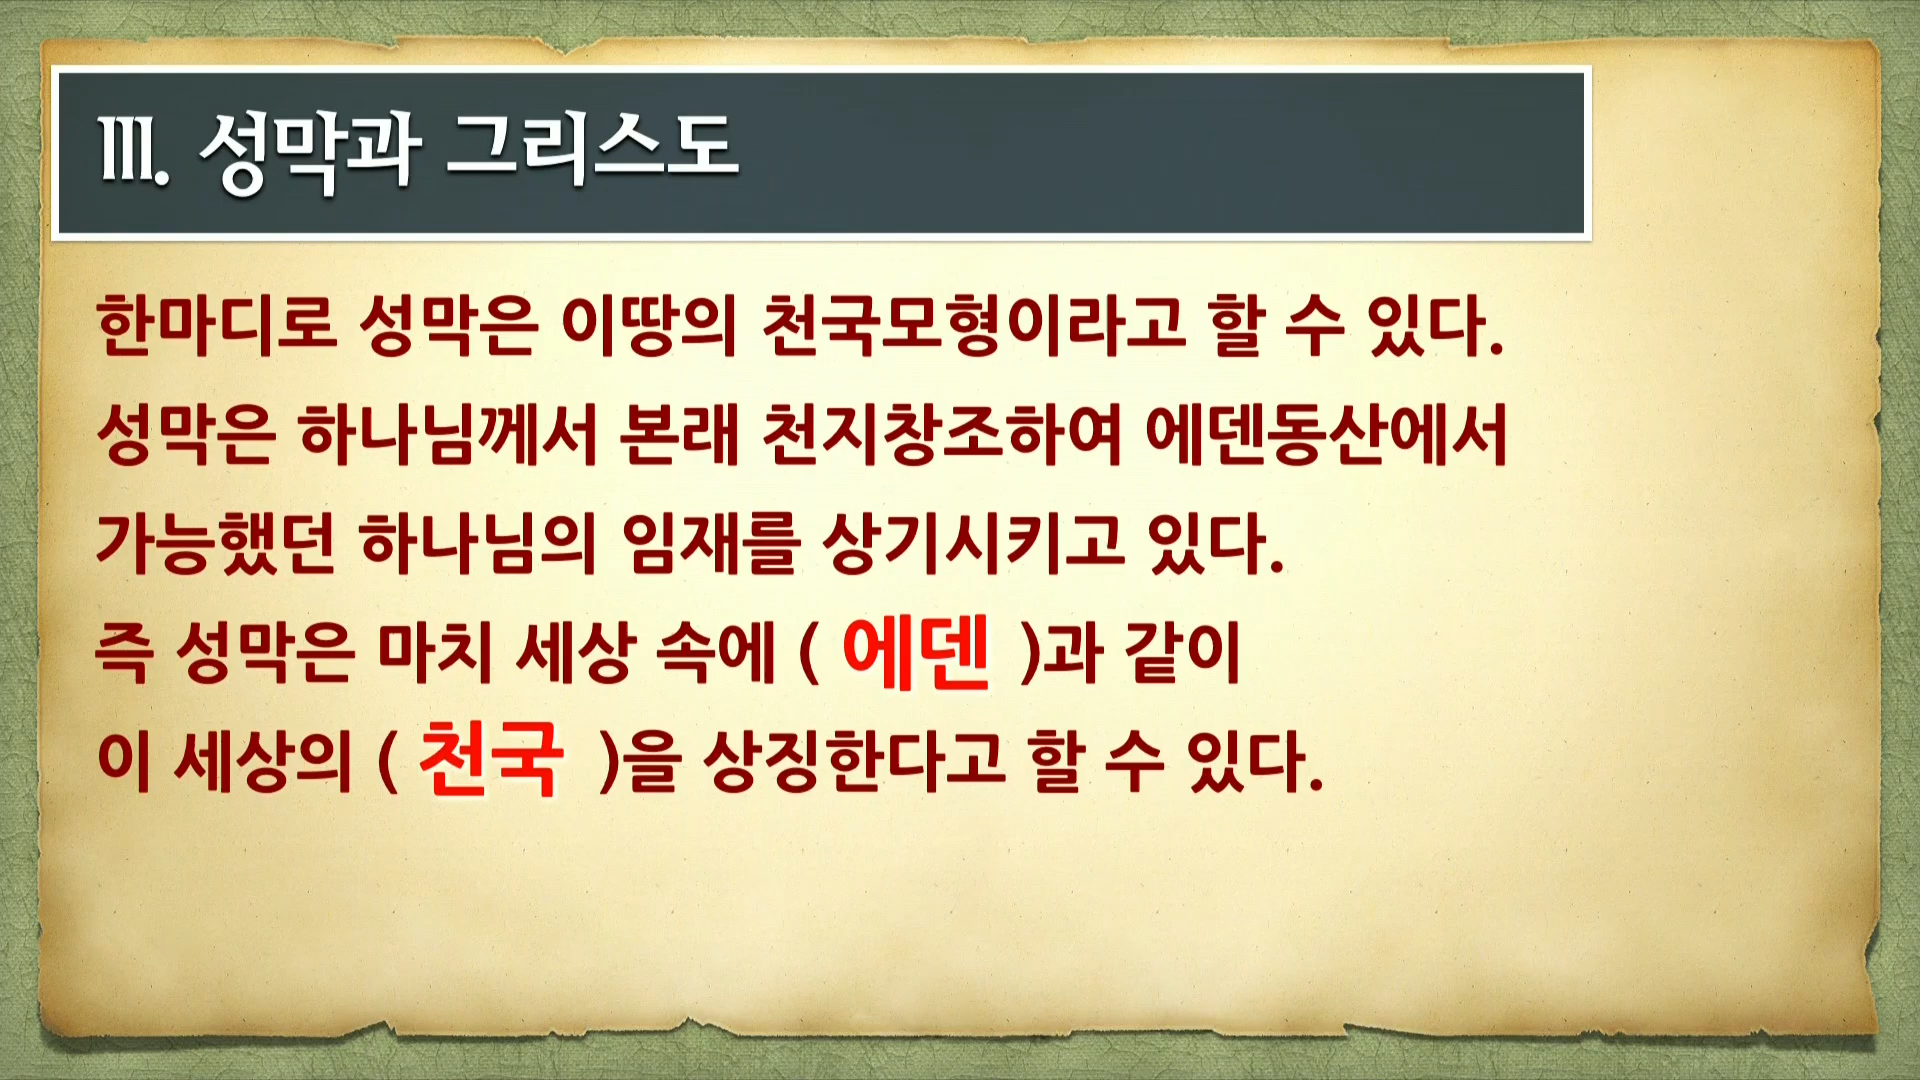 III. 성막과 그리스도
한마디로 성막은 이땅의 천국모형이라고 할 수 있다.
성막은 하나님께서 본래 천지창조하여 에덴동산에서
가능했던 하나님의 임재를 상기시키고 있다.
즉 성막은 마치 세상 속에 ( 에덴 )과 같이
이 세상의 ( 천국 )을 상징한다고 할 수 있다.